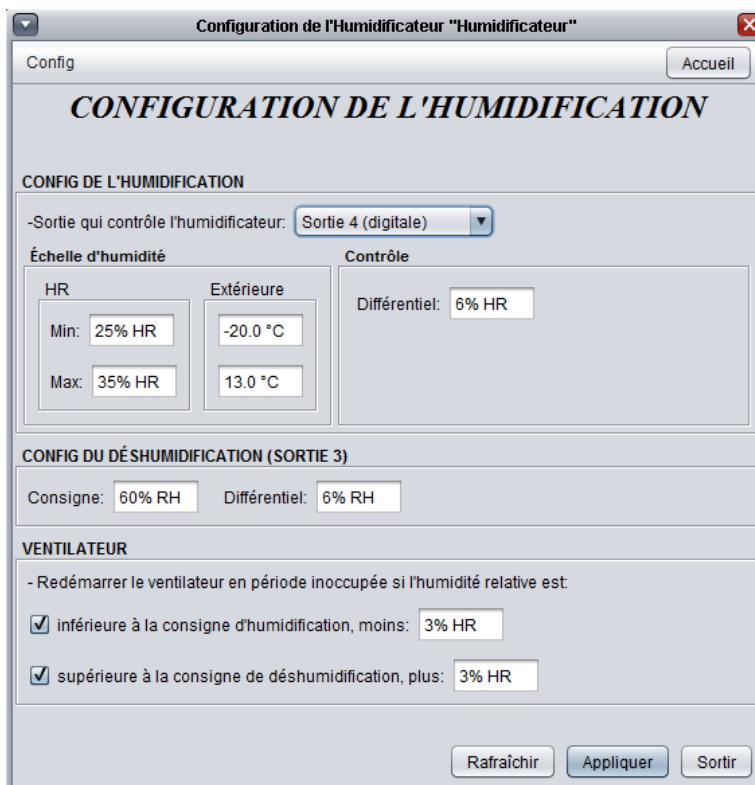 Configuration de l'Humidificateur "Humidificateur"
Config Accueil
CONFIGURATION DE L'HUMIDIFICATION
CONFIG DE L'HUMIDIFICATION
-Sortie qui contrôle l'humidificateur: Sortie 4 (digitale)
Échelle d'humidité Contrôle
HR Extérieure
Différentiel: 6% HR
Min: 25% HR -20.0 °C
Max: 35% HR 13.0 °C
CONFIG DU DÉSHUMIDIFICATION (SORTIE 3)
Consigne: 60% RH Différentiel: 6% RH
VENTILATEUR
- Redémarrer le ventilateur en période inoccupée si l'humidité relative est:
inférieure à la consigne d'humidification, moins: 3% HR
supérieure à la consigne de déshumidification, plus: 3% HR
Rafraîchir Appliquer Sortir